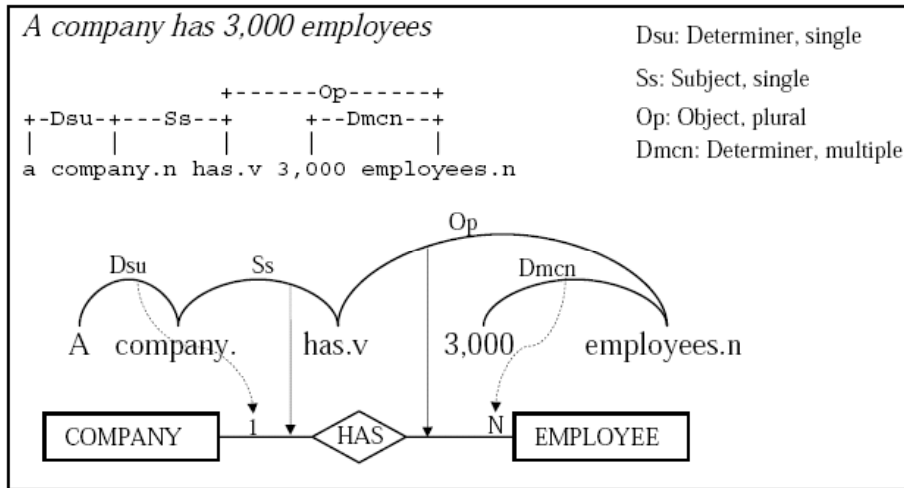 A company has 3,000 employees
Dsu: Determiner, single
Ss: Subject, single
Op: Object, plural
Dmcn: Determiner, multiple
+------Op------+
+-Dsu-+---Ss--+ +--Dmcn--+
| | | | |
a company.n has.v 3,000 employees.n
Op
Dsu Ss Dmcn
A company. has.v 3,000 employees.n
COMPANY 1 HAS N EMPLOYEE